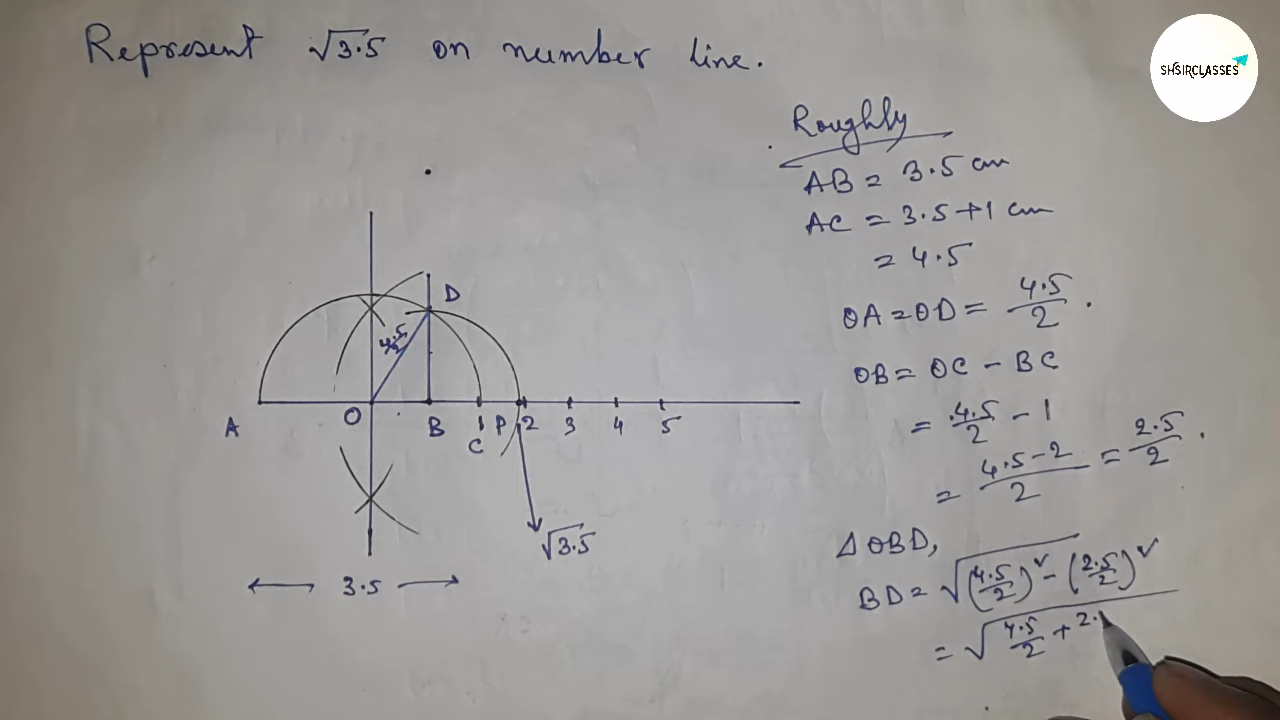 Represent √3.5 on number line.
SHSIRCLASSES
Roughly
AB = 3.5 cm
AC = 3.5+1 cm
= 4.5
OA = OD = 4.5/2 .
OB = OC - BC
= 4.5/2 - 1
= (4.5-2)/2 = 2.5/2 .
Δ OBD,
BD = √((4.5/2)² - (2.5/2)²)
= √(4.5/2 + 2.
D
4.5/2
A O B 1 P 2 3 4 5
C
√3.5
3.5